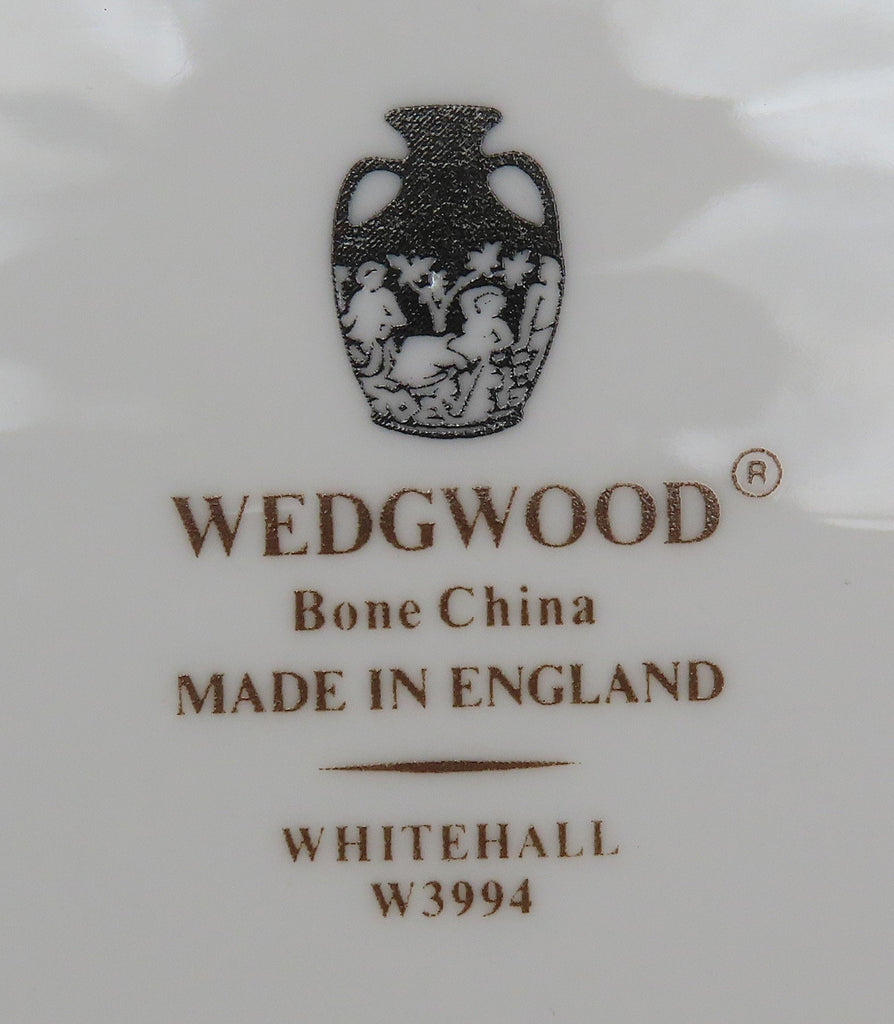 WEDGWOOD®
Bone China
MADE IN ENGLAND
WHITEHALL
W3994